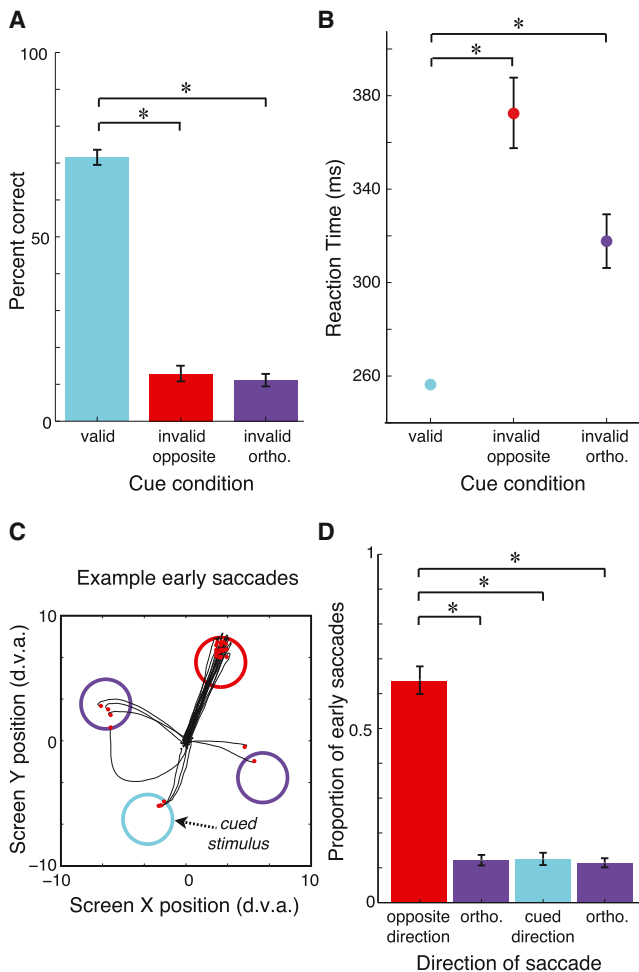 A
100
50
0
Percent correct
*
*
valid
invalid
opposite
invalid
ortho.
Cue condition
B
380
340
300
260
Reaction Time (ms)
*
*
valid
invalid
opposite
invalid
ortho.
Cue condition
C
Example early saccades
10
0
−10
Screen Y position (d.v.a.)
cued
stimulus
0
10
Screen X position (d.v.a.)
D
1
0.5
0
Proportion of early saccades
*
*
*
opposite
direction
ortho.
cued
direction
ortho.
Direction of saccade